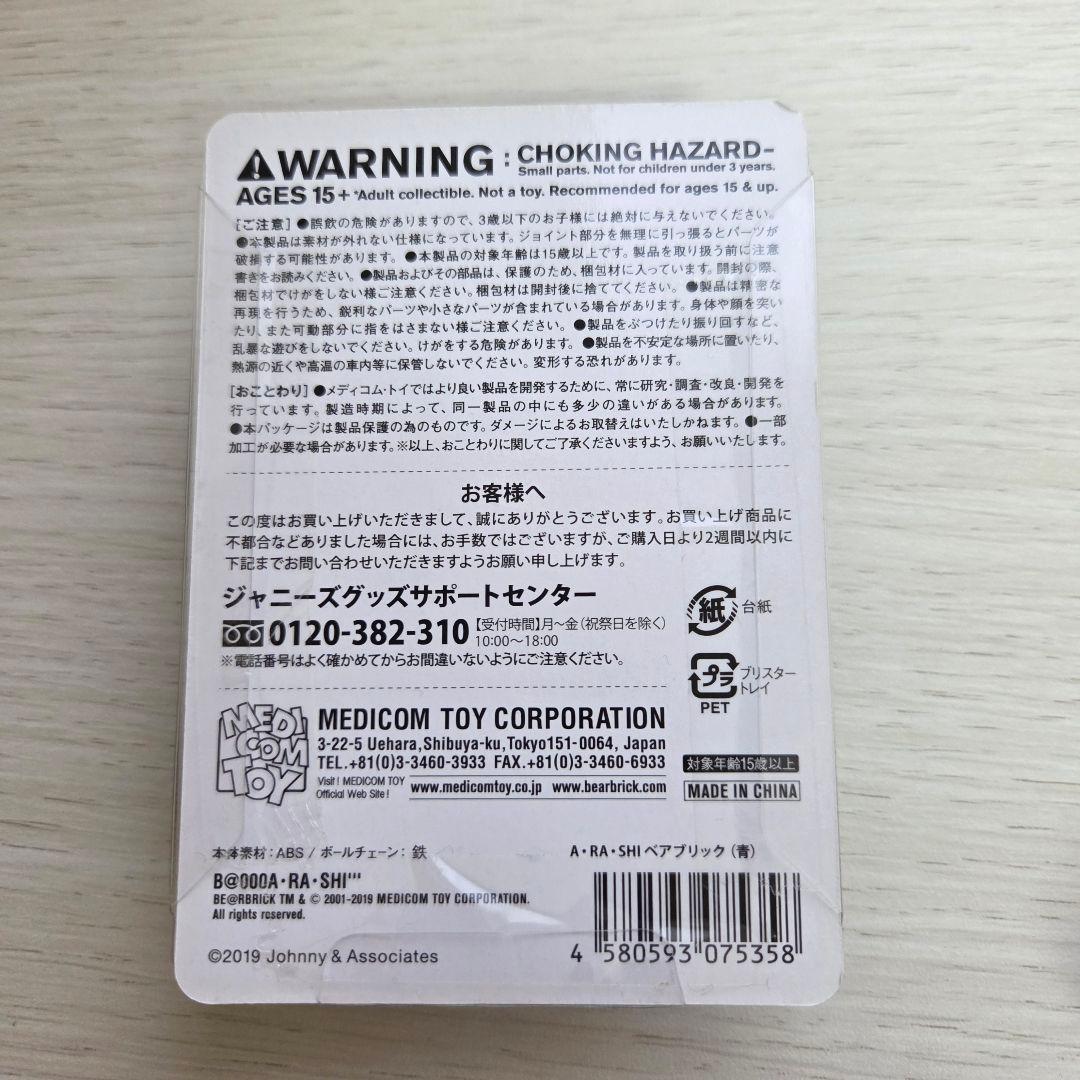 WARNING : CHOKING HAZARD-
Small parts. Not for children under 3 years.
AGES 15+ *Adult collectible. Not a toy. Recommended for ages 15 & up.
[ご注意] ●誤飲の危険がありますので、3歳以下のお子様には絶対に与えないでください。
●本製品は素材が外れない仕様になっています。ジョイント部分を無理に引っ張るとパーツが
破損する可能性があります。 ●本製品の対象年齢は15歳以上です。製品を取り扱う前に注意
書きをお読みください。 ●製品およびその部品は、保護のため、梱包材に入っています。開封の際、
梱包材でけがをしない様ご注意ください。梱包材は開封後に捨ててください。 ●製品は精密な
再現を行うため、鋭利なパーツや小さなパーツが含まれている場合があります。身体や顔を突い
たり、また可動部分に指をはさまない様ご注意ください。 ●製品をぶつけたり振り回すなど、
乱暴な遊びをしないでください。けがをする危険があります。 ●製品を不安定な場所に置いたり、
熱源の近くや高温の車内等に保管しないでください。変形する恐れがあります。
[おことわり] ●メディコム・トイではより良い製品を開発するために、常に研究・調査・改良・開発を
行っています。製造時期によって、同一製品の中にも多少の違いがある場合があります。
●本パッケージは製品保護の為のものです。ダメージによるお取替えはいたしかねます。 ●一部
加工が必要な場合があります。※以上、おことわりに関してご了承くださいますよう、お願いいたします。
お客様へ
この度はお買い上げいただきまして、誠にありがとうございます。お買い上げ商品に
不都合などありました場合には、お手数ではございますが、ご購入日より2週間以内に
下記までお問い合わせいただきますようお願い申し上げます。
ジャニーズグッズサポートセンター
0120-382-310 【受付時間】月〜金（祝祭日を除く）
10:00〜18:00
※電話番号はよく確かめてからお間違いないようにご注意ください。
紙 台紙
プラ ブリスター
トレイ
PET
MEDI
COM
TOY
MEDICOM TOY CORPORATION
3-22-5 Uehara,Shibuya-ku,Tokyo151-0064, Japan
TEL.+81(0)3-3460-3933 FAX.+81(0)3-3460-6933
Visit! MEDICOM TOY
Official Web Site!
www.medicomtoy.co.jp www.bearbrick.com
対象年齢15歳以上
MADE IN CHINA
本体素材：ABS / ボールチェーン：鉄
A・RA・SHI ベアブリック（青）
B@000A・RA・SHI''''
BE@RBRICK TM & © 2001-2019 MEDICOM TOY CORPORATION.
All rights reserved.
©2019 Johnny & Associates
4 580593 075358